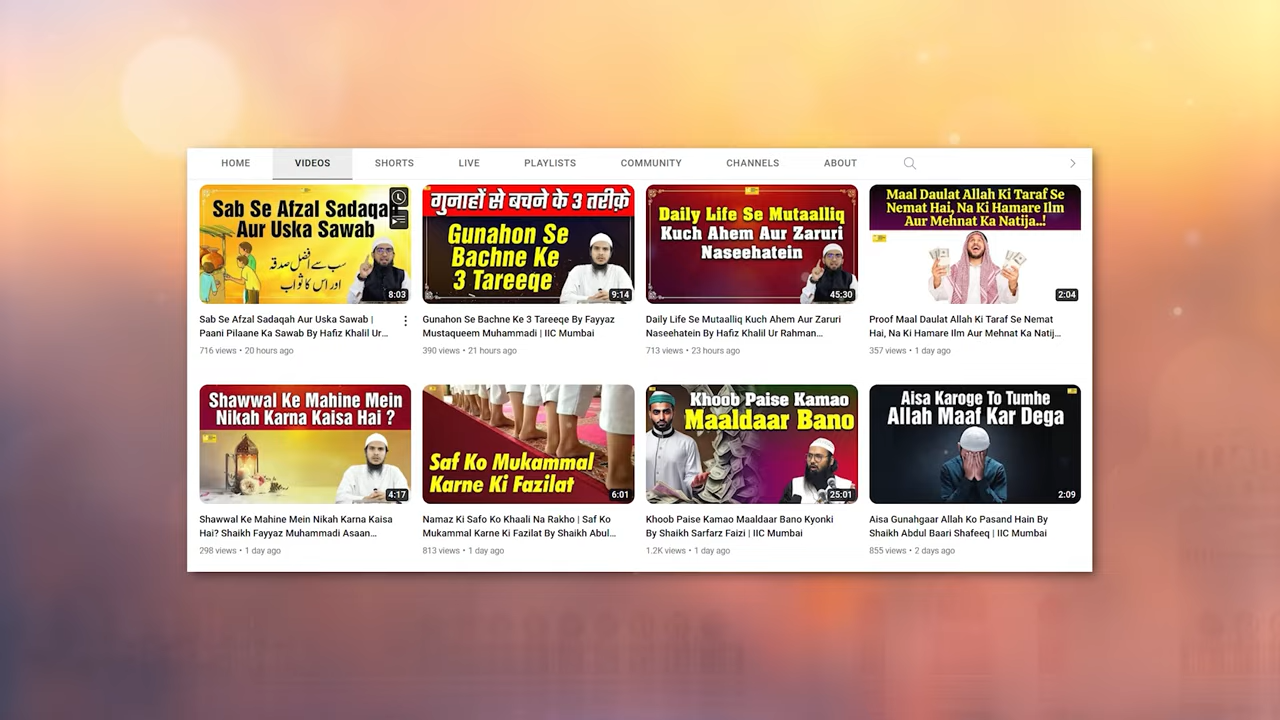 HOME VIDEOS SHORTS LIVE PLAYLISTS COMMUNITY CHANNELS ABOUT
Sab Se Afzal Sadaqa
Aur Uska Sawab
سب سے افضل صدقہ
اور اس کا ثواب
8:03
Sab Se Afzal Sadaqah Aur Uska Sawab |
Paani Pilaane Ka Sawab By Hafiz Khalil Ur...
716 views • 20 hours ago
गुनाहों से बचने के 3 तरीक़े
Gunahon Se
Bachne Ke
3 Tareeqe
9:14
Gunahon Se Bachne Ke 3 Tareeqe By Fayyaz
Mustaqueem Muhammadi | IIC Mumbai
390 views • 21 hours ago
Daily Life Se Mutaalliq
Kuch Ahem Aur Zaruri
Naseehatein
45:30
Daily Life Se Mutaalliq Kuch Ahem Aur Zaruri
Naseehatein By Hafiz Khalil Ur Rahman...
713 views • 23 hours ago
Maal Daulat Allah Ki Taraf Se
Nemat Hai, Na Ki Hamare Ilm
Aur Mehnat Ka Natija..!
2:04
Proof Maal Daulat Allah Ki Taraf Se Nemat
Hai, Na Ki Hamare Ilm Aur Mehnat Ka Natij...
357 views • 1 day ago
Shawwal Ke Mahine Mein
Nikah Karna Kaisa Hai ?
4:17
Shawwal Ke Mahine Mein Nikah Karna Kaisa
Hai? Shaikh Fayyaz Muhammadi Asaan...
298 views • 1 day ago
Saf Ko Mukammal
Karne Ki Fazilat
6:01
Namaz Ki Safo Ko Khaali Na Rakho | Saf Ko
Mukammal Karne Ki Fazilat By Shaikh Abul...
813 views • 1 day ago
Khoob Paise Kamao
Maaldaar Bano
25:01
Khoob Paise Kamao Maaldaar Bano Kyonki
By Shaikh Sarfarz Faizi | IIC Mumbai
1.2K views • 1 day ago
Aisa Karoge To Tumhe
Allah Maaf Kar Dega
2:09
Aisa Gunahgaar Allah Ko Pasand Hain By
Shaikh Abdul Baari Shafeeq | IIC Mumbai
855 views • 2 days ago